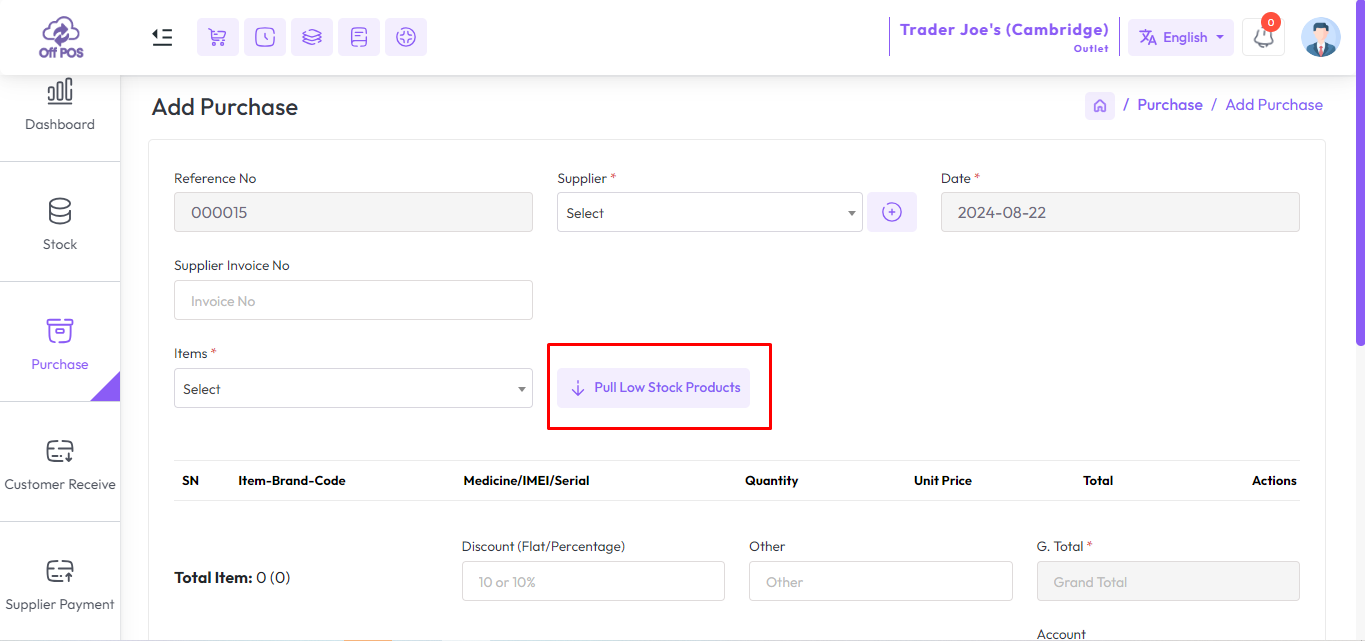 Off POS
Trader Joe's (Cambridge)
Outlet
English
0
Dashboard
Stock
Purchase
Customer Receive
Supplier Payment
Add Purchase
/ Purchase / Add Purchase
Reference No
000015
Supplier *
Select
Date *
2024-08-22
Supplier Invoice No
Invoice No
Items *
Select
Pull Low Stock Products
SN Item-Brand-Code Medicine/IMEI/Serial Quantity Unit Price Total Actions
Total Item: 0 (0)
Discount (Flat/Percentage)
10 or 10%
Other
Other
G. Total *
Grand Total
Account